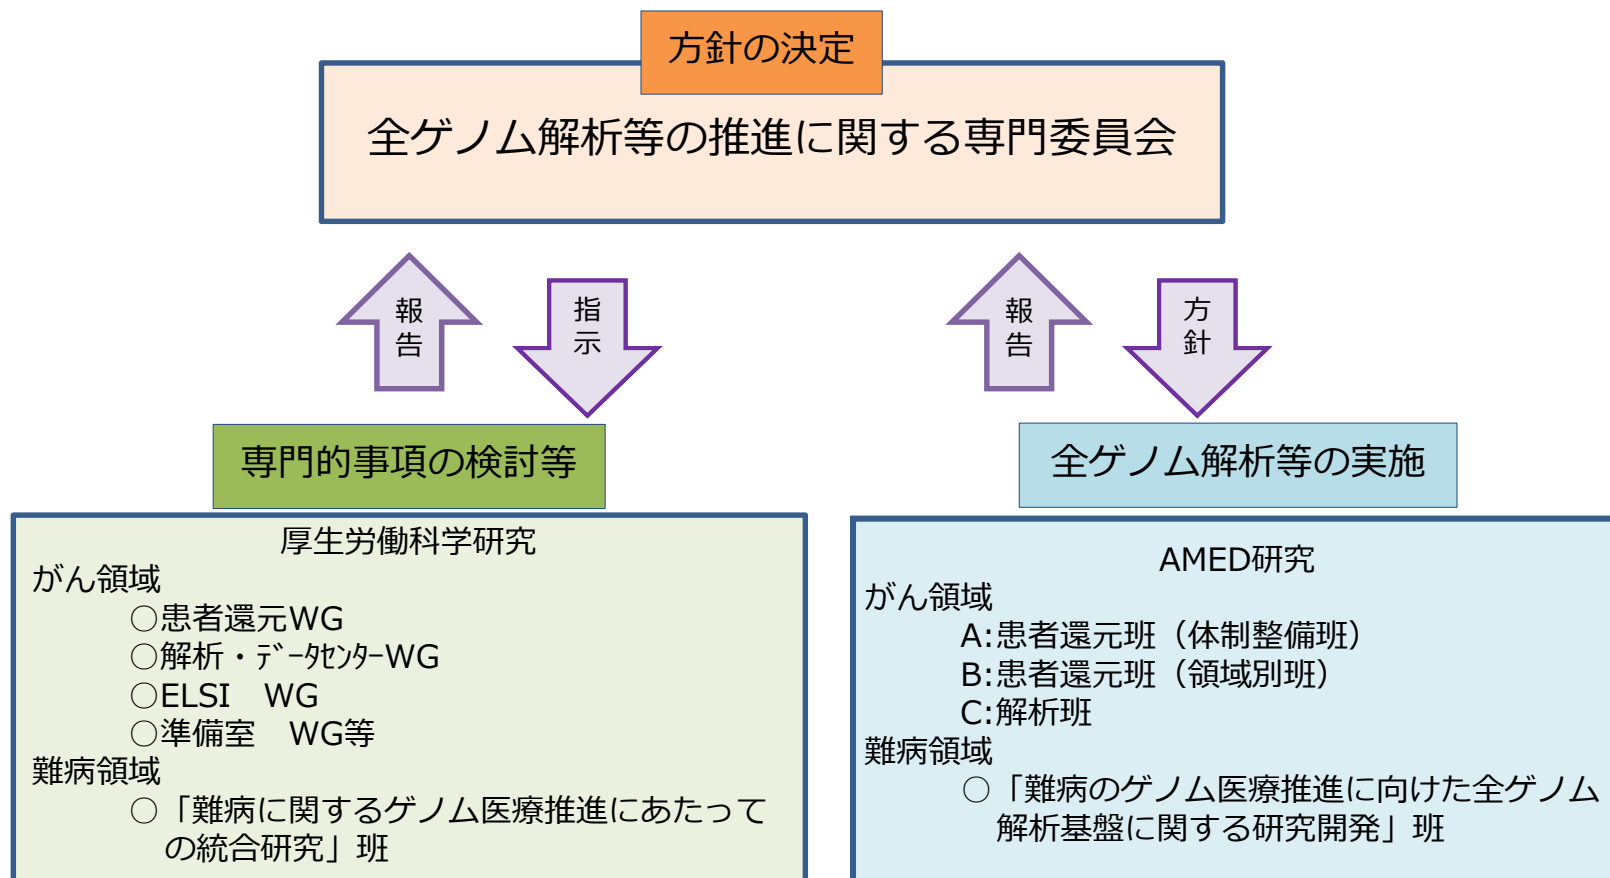 方針の決定
全ゲノム解析等の推進に関する専門委員会
報告
指示
報告
方針
専門的事項の検討等
厚生労働科学研究
がん領域
○患者還元WG
○解析・ﾃﾞｰﾀｾﾝﾀｰWG
○ELSI　WG
○準備室　WG等
難病領域
○「難病に関するゲノム医療推進にあたって
の統合研究」班
全ゲノム解析等の実施
AMED研究
がん領域
A:患者還元班（体制整備班）
B:患者還元班（領域別班）
C:解析班
難病領域
○「難病のゲノム医療推進に向けた全ゲノム
解析基盤に関する研究開発」班